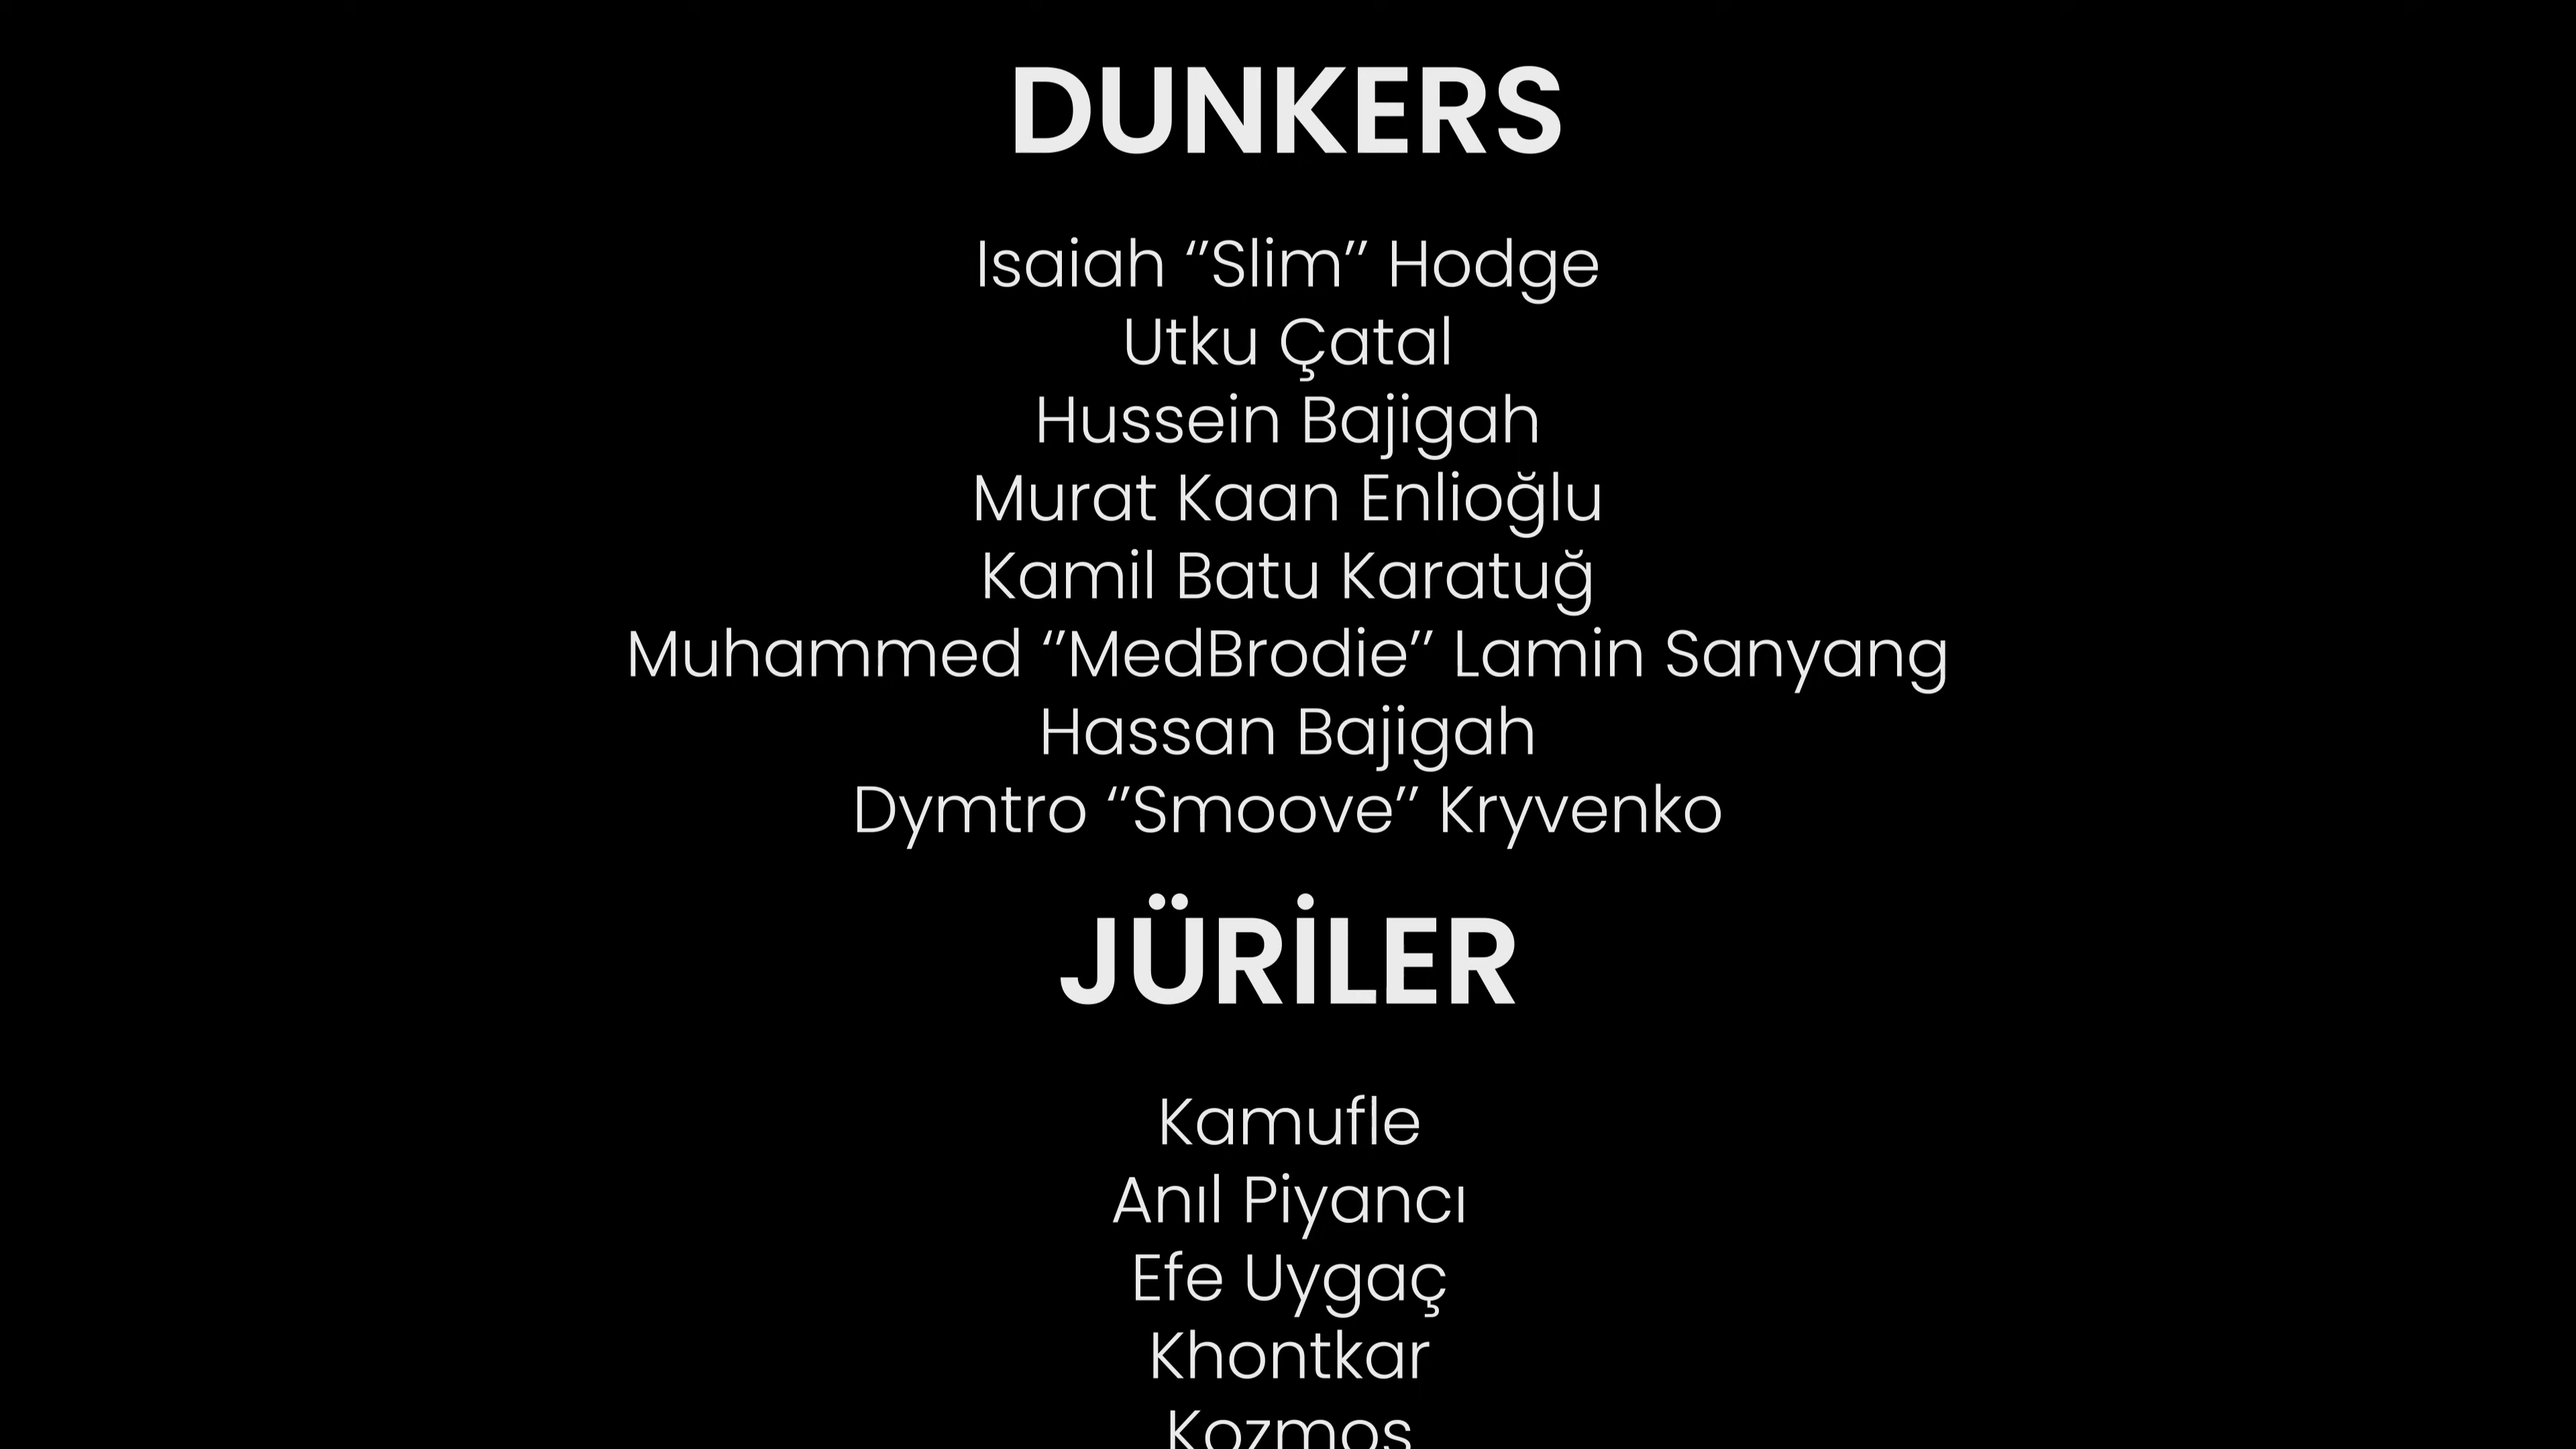 DUNKERS
Isaiah “Slim” Hodge
Utku Çatal
Hussein Bajigah
Murat Kaan Enlioğlu
Kamil Batu Karatuğ
Muhammed “MedBrodie” Lamin Sanyang
Hassan Bajigah
Dymtro “Smoove” Kryvenko
JÜRİLER
Kamufle
Anıl Piyancı
Efe Uygaç
Khontkar
Kozmos